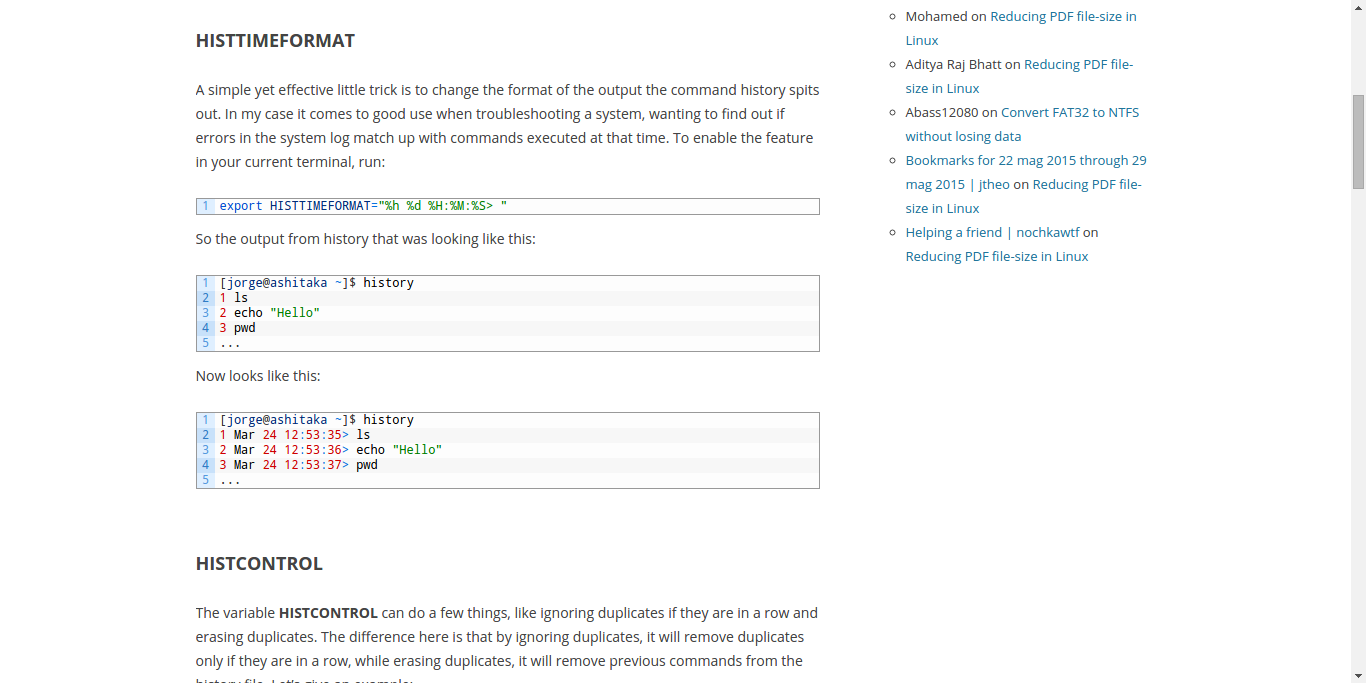 HISTTIMEFORMAT
A simple yet effective little trick is to change the format of the output the command history spits
out. In my case it comes to good use when troubleshooting a system, wanting to find out if
errors in the system log match up with commands executed at that time. To enable the feature
in your current terminal, run:
1 export HISTTIMEFORMAT="%h %d %H:%M:%S> "
So the output from history that was looking like this:
1 [jorge@ashitaka ~]$ history
2 1 ls
3 2 echo "Hello"
4 3 pwd
5 ...
Now looks like this:
1 [jorge@ashitaka ~]$ history
2 1 Mar 24 12:53:35> ls
3 2 Mar 24 12:53:36> echo "Hello"
4 3 Mar 24 12:53:37> pwd
5 ...
HISTCONTROL
The variable HISTCONTROL can do a few things, like ignoring duplicates if they are in a row and
erasing duplicates. The difference here is that by ignoring duplicates, it will remove duplicates
only if they are in a row, while erasing duplicates, it will remove previous commands from the
history file. Let's give an example:
Mohamed on Reducing PDF file-size in
Linux
Aditya Raj Bhatt on Reducing PDF file-
size in Linux
Abass12080 on Convert FAT32 to NTFS
without losing data
Bookmarks for 22 mag 2015 through 29
mag 2015 | jtheo on Reducing PDF file-
size in Linux
Helping a friend | nochkawtf on
Reducing PDF file-size in Linux